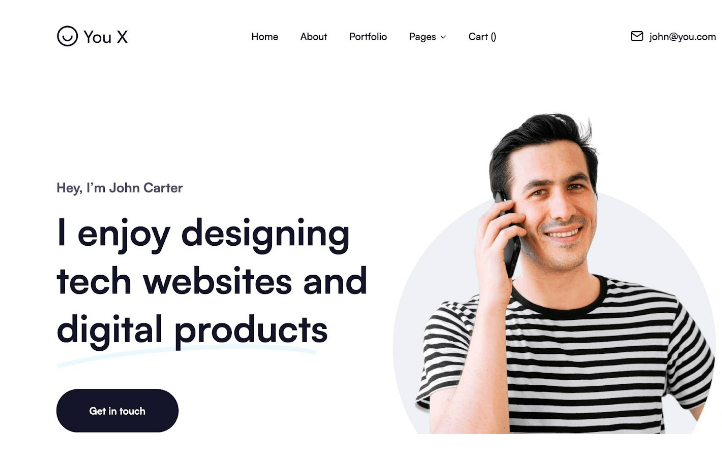 You X
Home About Portfolio Pages Cart ()
john@you.com
Hey, I'm John Carter
I enjoy designing
tech websites and
digital products
Get in touch